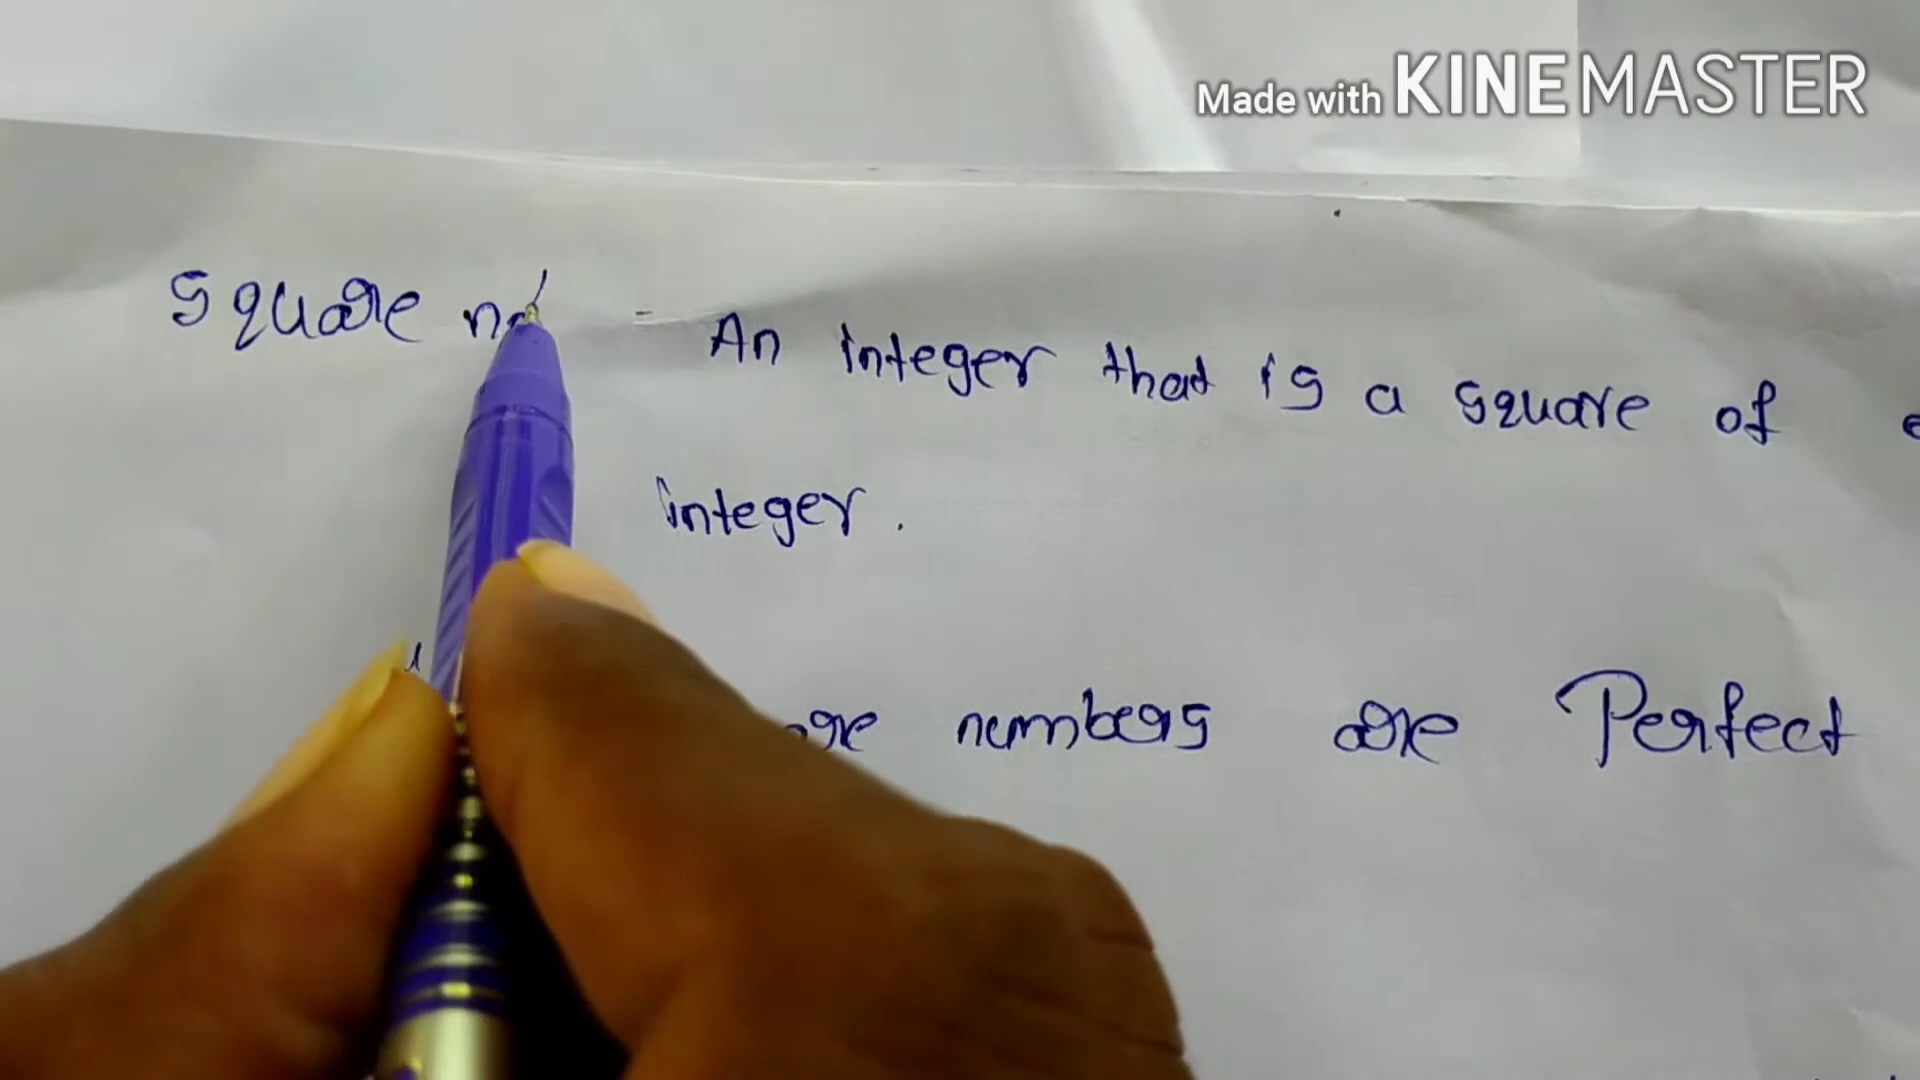 Made with KINEMASTER
Square no - An integer that is a square of
integer.
numbers are Perfect